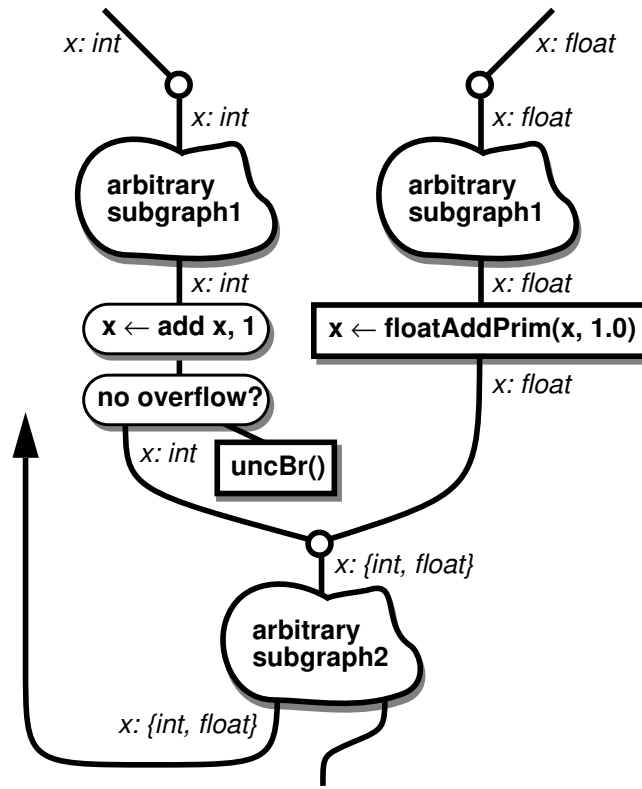 x: int
x: float
x: int
x: float
arbitrary
subgraph1
arbitrary
subgraph1
x: int
x: float
x ← add x, 1
x ← floatAddPrim(x, 1.0)
no overflow?
x: float
x: int
uncBr()
x: {int, float}
arbitrary
subgraph2
x: {int, float}